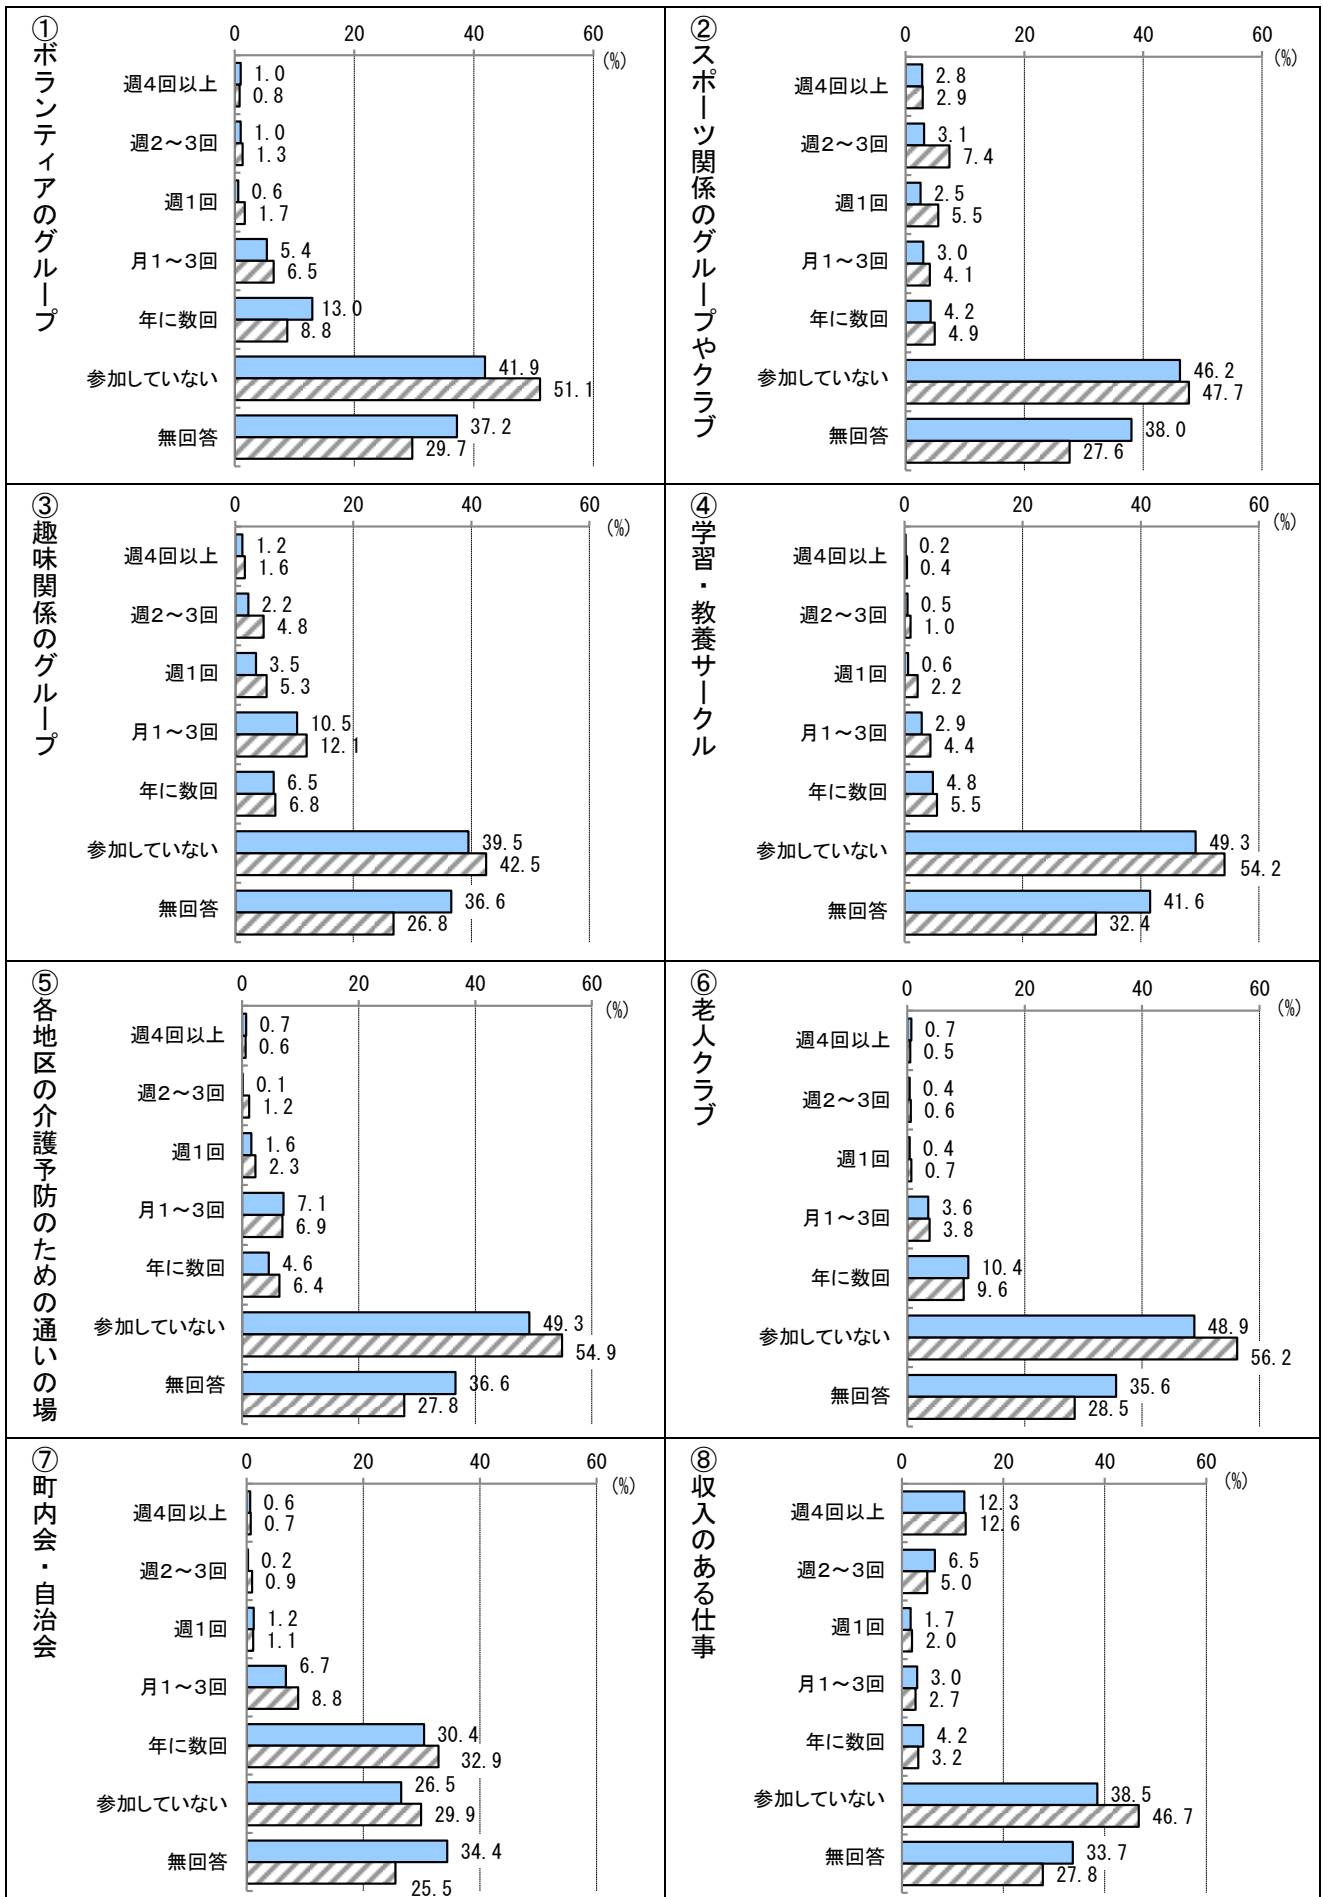 ①ボランティアのグループ
0 20 40 60
(%)
週4回以上 1.0
0.8
週2～3回 1.0
1.3
週1回 0.6
1.7
月1～3回 5.4
6.5
年に数回 13.0
8.8
参加していない 41.9
51.1
無回答 37.2
29.7
②スポーツ関係のグループやクラブ
0 20 40 60
(%)
週4回以上 2.8
2.9
週2～3回 3.1
7.4
週1回 2.5
5.5
月1～3回 3.0
4.1
年に数回 4.2
4.9
参加していない 46.2
47.7
無回答 38.0
27.6
③趣味関係のグループ
0 20 40 60
(%)
週4回以上 1.2
1.6
週2～3回 2.2
4.8
週1回 3.5
5.3
月1～3回 10.5
12.1
年に数回 6.5
6.8
参加していない 39.5
42.5
無回答 36.6
26.8
④学習・教養サークル
0 20 40 60
(%)
週4回以上 0.2
0.4
週2～3回 0.5
1.0
週1回 0.6
2.2
月1～3回 2.9
4.4
年に数回 4.8
5.5
参加していない 49.3
54.2
無回答 41.6
32.4
⑤各地区の介護予防のための通いの場
0 20 40 60
(%)
週4回以上 0.7
0.6
週2～3回 0.1
1.2
週1回 1.6
2.3
月1～3回 7.1
6.9
年に数回 4.6
6.4
参加していない 49.3
54.9
無回答 36.6
27.8
⑥老人クラブ
0 20 40 60
(%)
週4回以上 0.7
0.5
週2～3回 0.4
0.6
週1回 0.4
0.7
月1～3回 3.6
3.8
年に数回 10.4
9.6
参加していない 48.9
56.2
無回答 35.6
28.5
⑦町内会・自治会
0 20 40 60
(%)
週4回以上 0.6
0.7
週2～3回 0.2
0.9
週1回 1.2
1.1
月1～3回 6.7
8.8
年に数回 30.4
32.9
参加していない 26.5
29.9
無回答 34.4
25.5
⑧収入のある仕事
0 20 40 60
(%)
週4回以上 12.3
12.6
週2～3回 6.5
5.0
週1回 1.7
2.0
月1～3回 3.0
2.7
年に数回 4.2
3.2
参加していない 38.5
46.7
無回答 33.7
27.8